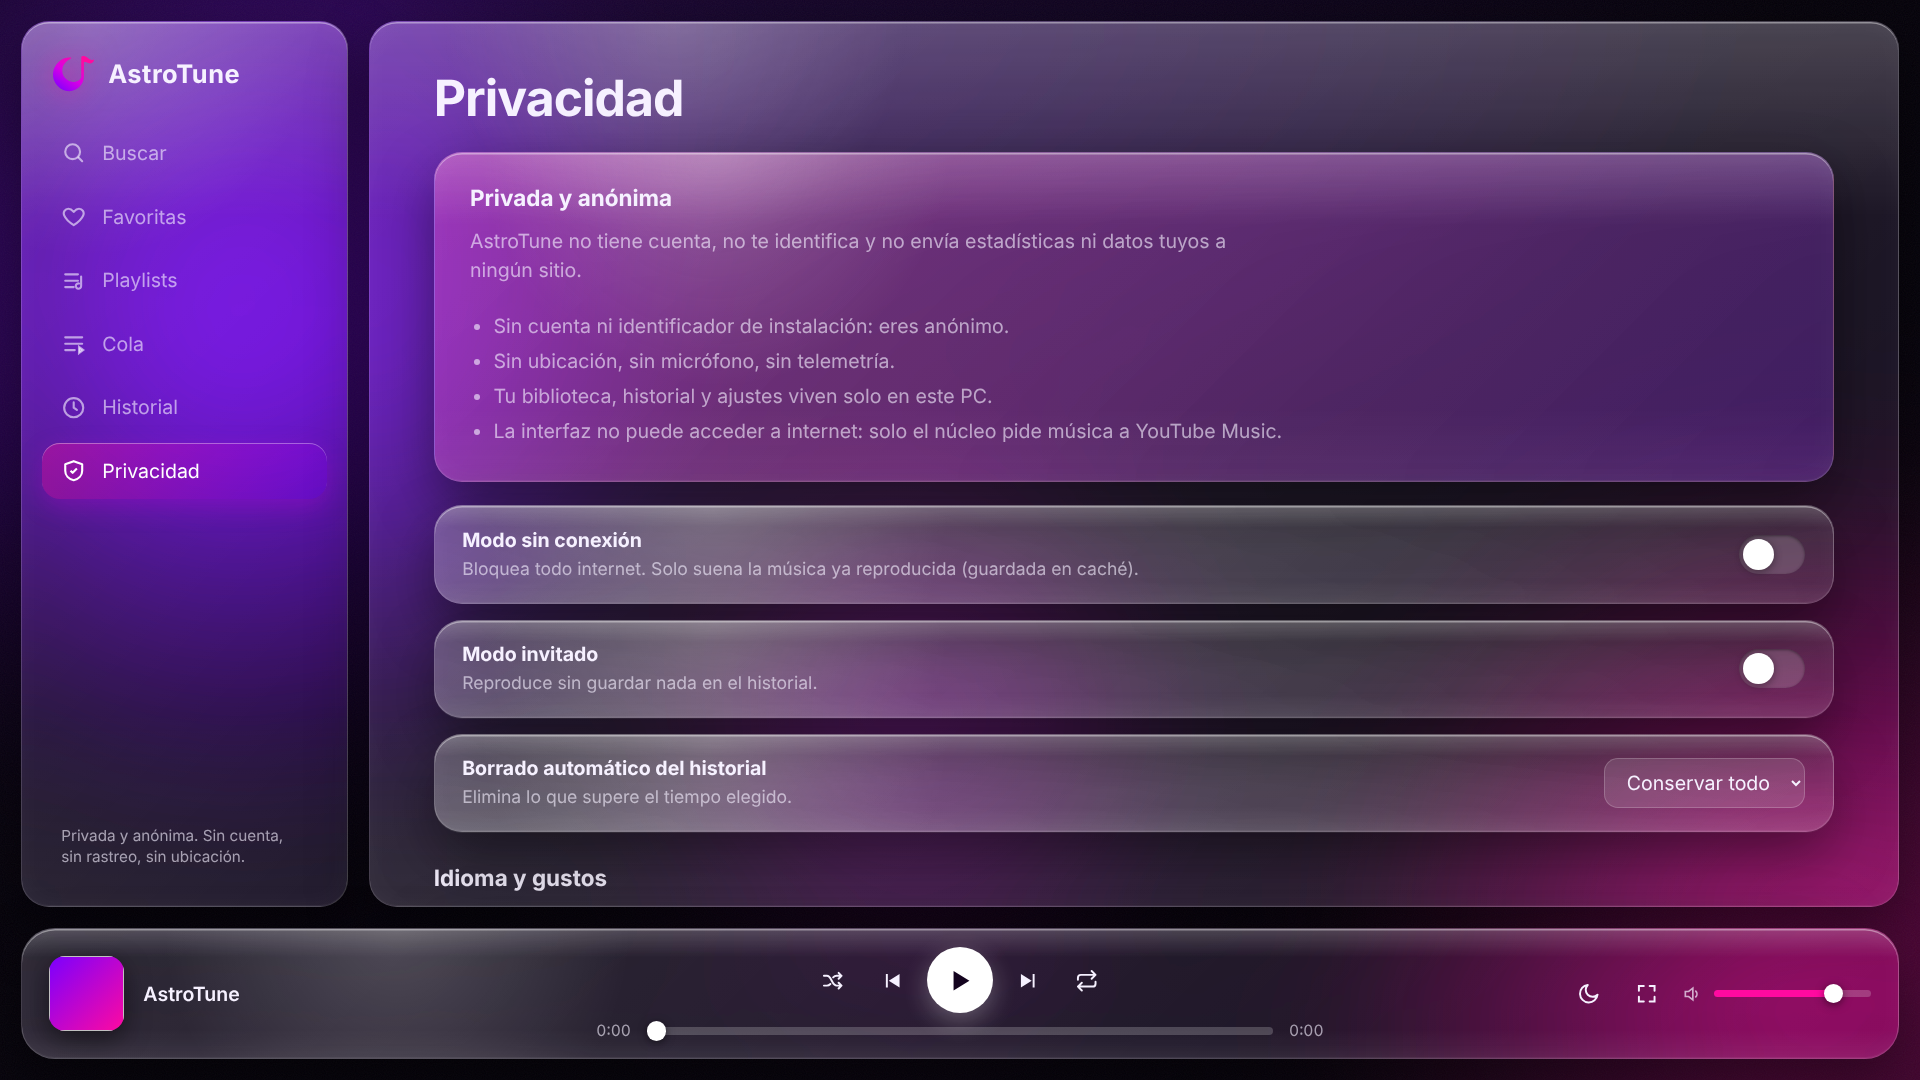 AstroTune
Buscar
Favoritas
Playlists
Cola
Historial
Privacidad
Privada y anónima. Sin cuenta,
sin rastreo, sin ubicación.
Privacidad
Privada y anónima
AstroTune no tiene cuenta, no te identifica y no envía estadísticas ni datos tuyos a
ningún sitio.
• Sin cuenta ni identificador de instalación: eres anónimo.
• Sin ubicación, sin micrófono, sin telemetría.
• Tu biblioteca, historial y ajustes viven solo en este PC.
• La interfaz no puede acceder a internet: solo el núcleo pide música a YouTube Music.
Modo sin conexión
Bloquea todo internet. Solo suena la música ya reproducida (guardada en caché).
Modo invitado
Reproduce sin guardar nada en el historial.
Borrado automático del historial
Elimina lo que supere el tiempo elegido.
Conservar todo
Idioma y gustos
AstroTune
0:00
0:00